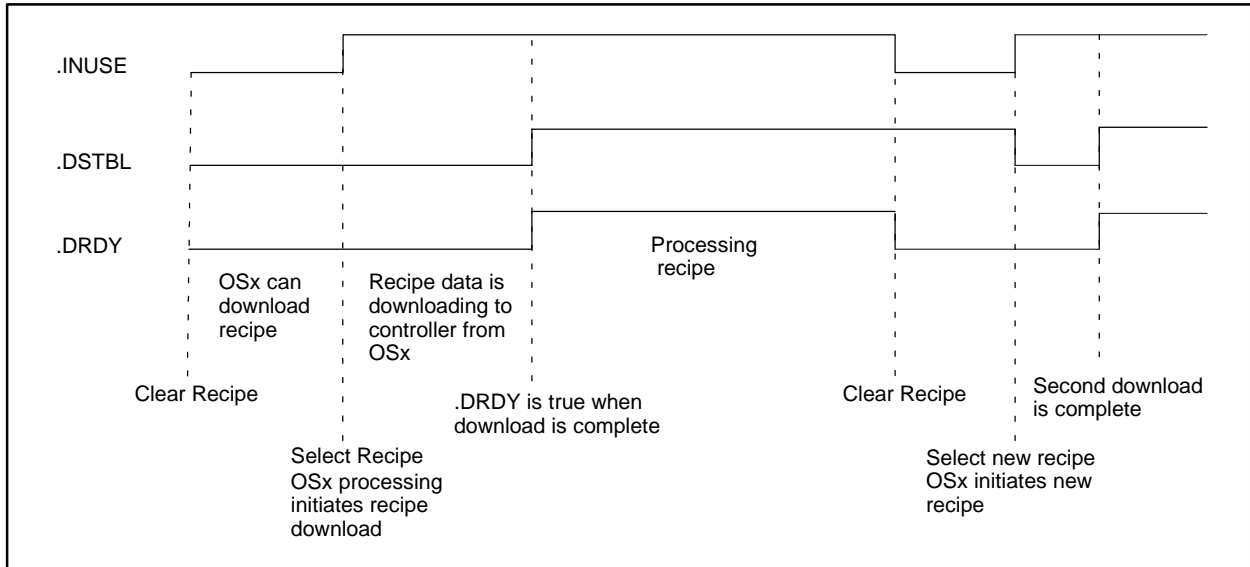 .INUSE
.DSTBL
.DRDY
OSx can
download
recipe
Recipe data is
downloading to
controller from
OSx
Processing
recipe
Clear Recipe
.DRDY is true when
download is complete
Clear Recipe
Second download
is complete
Select Recipe
OSx processing
initiates recipe
download
Select new recipe
OSx initiates new
recipe